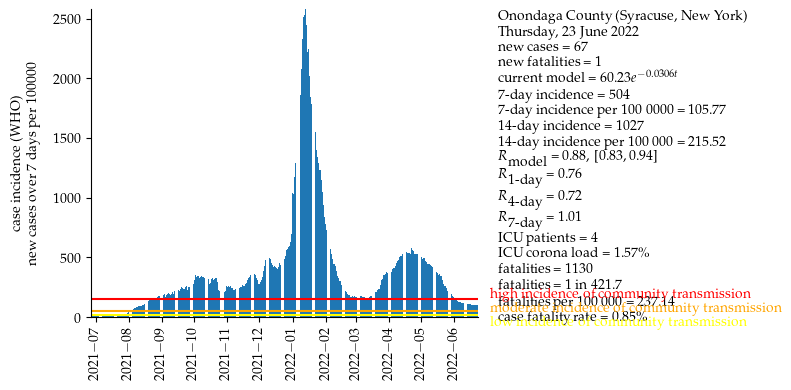 2500
2000
1500
1000
500
0
case incidence (WHO)
new cases over 7 days per 100000
2021−07
2021−08
2021−09
2021−10
2021−11
2021−12
2022−01
2022−02
2022−03
2022−04
2022−05
2022−06
Onondaga County (Syracuse, New York)
Thursday, 23 June 2022
new cases = 67
new fatalities = 1
current model = 60.23e^{−0.0306t}
7-day incidence = 504
7-day incidence per 100 0000 = 105.77
14-day incidence = 1027
14-day incidence per 100 000 = 215.52
R_model = 0.88, [0.83, 0.94]
R_1-day = 0.76
R_4-day = 0.72
R_7-day = 1.01
ICU patients = 4
ICU corona load = 1.57%
fatalities = 1130
fatalities = 1 in 421.7
high incidence of community transmission
fatalities per 100 000 = 237.14
moderate incidence of community transmission
case fatality rate = 0.85%
low incidence of community transmission